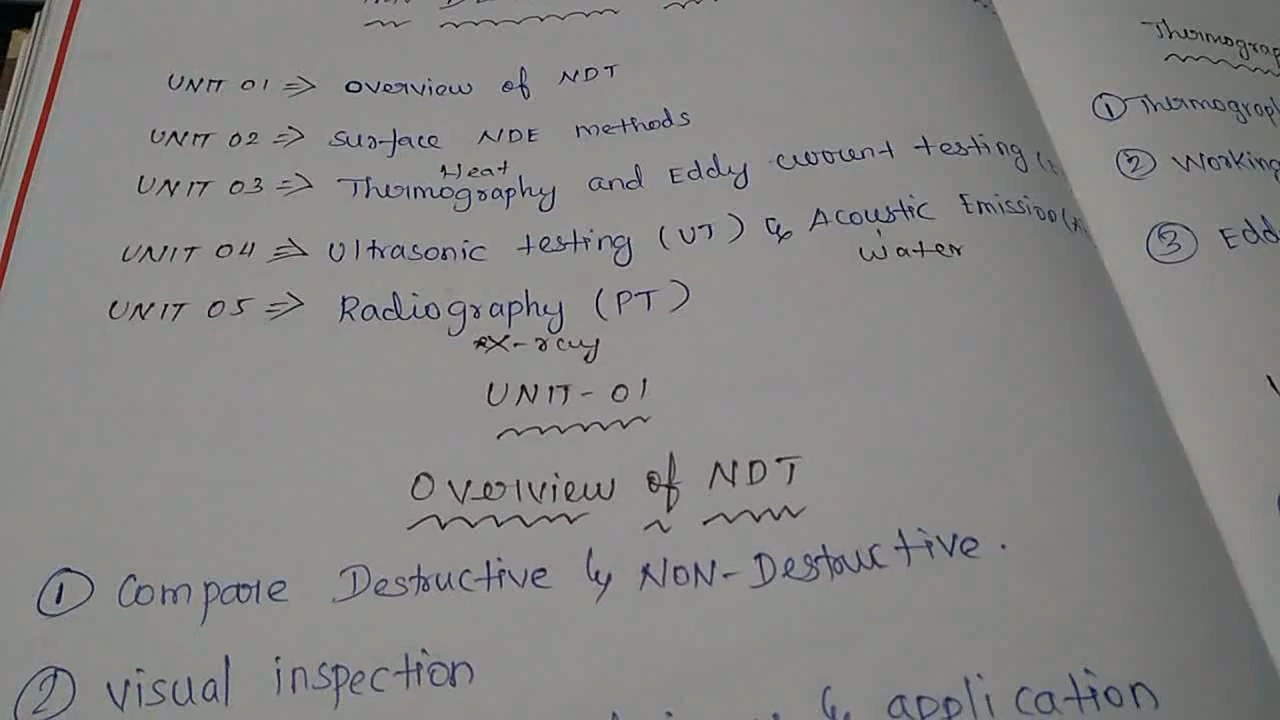 UNIT 01 => Overview of NDT
UNIT 02 => Surface NDE methods
Heat
UNIT 03 => Thermography and Eddy current testing
UNIT 04 => Ultrasonic testing (UT) & Acoustic Emission
Water
UNIT 05 => Radiography (PT)
X-ray
UNIT-01
Overview of NDT
① Compare Destructive & NON-Destructive.
② Visual inspection
& application
Thermograp
① Thermograph
② Working
③ Edd